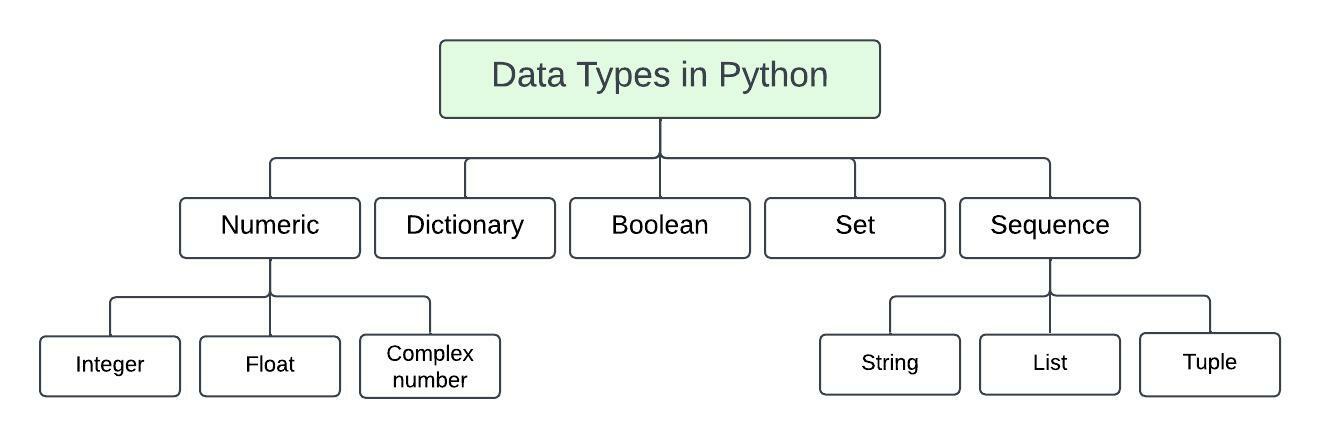 Data Types in Python
Numeric
Dictionary
Boolean
Set
Sequence
Integer
Float
Complex
number
String
List
Tuple